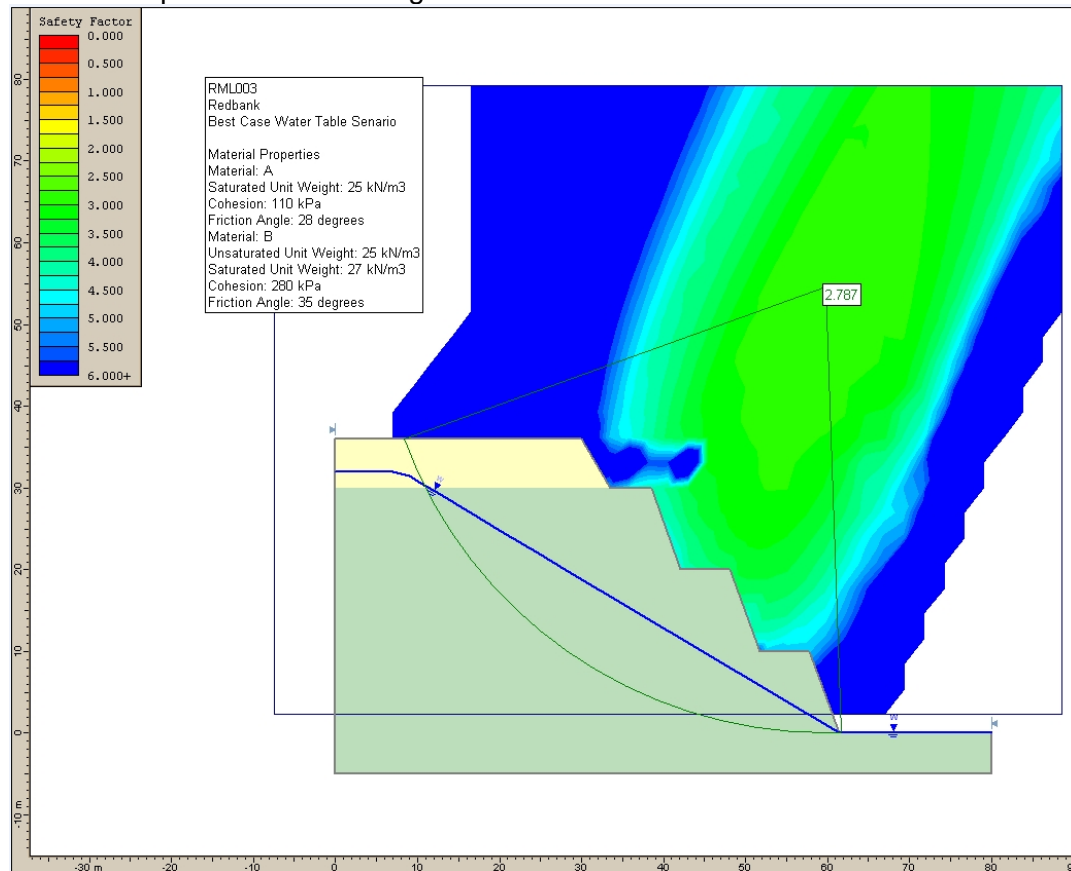 Safety Factor
0.000
0.500
1.000
1.500
2.000
2.500
3.000
3.500
4.000
4.500
5.000
5.500
6.000+
RML003
Redbank
Best Case Water Table Senario
Material Properties
Material: A
Saturated Unit Weight: 25 kN/m3
Cohesion: 110 kPa
Friction Angle: 28 degrees
Material: B
Unsaturated Unit Weight: 25 kN/m3
Saturated Unit Weight: 27 kN/m3
Cohesion: 280 kPa
Friction Angle: 35 degrees
2.787
W
W
80
70
60
50
40
30
20
10
0
-10 m
-30 m
-20
-10
0
10
20
30
40
50
60
70
80